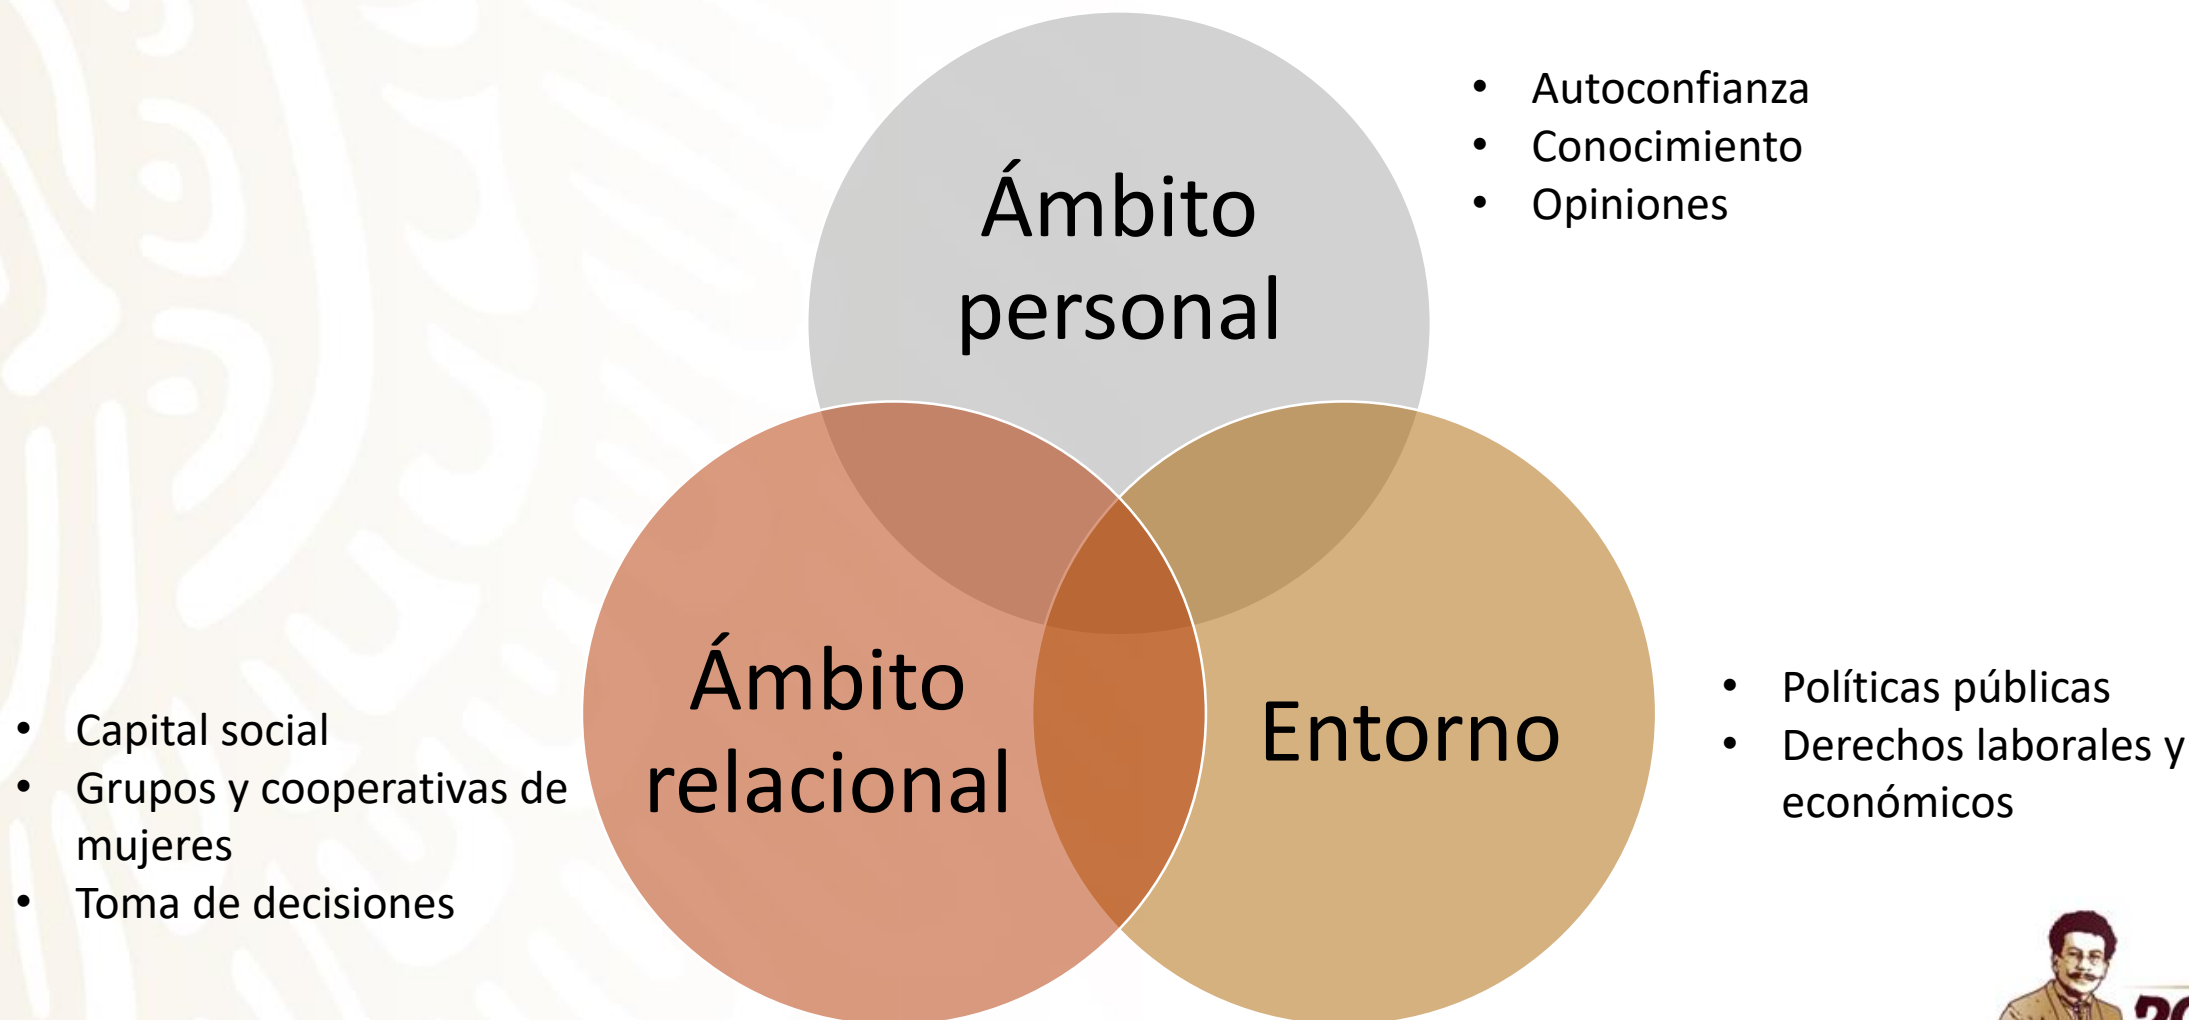 Ámbito
personal
• Autoconfianza
• Conocimiento
• Opiniones
Ámbito
relacional
• Capital social
• Grupos y cooperativas de
mujeres
• Toma de decisiones
Entorno
• Políticas públicas
• Derechos laborales y
económicos